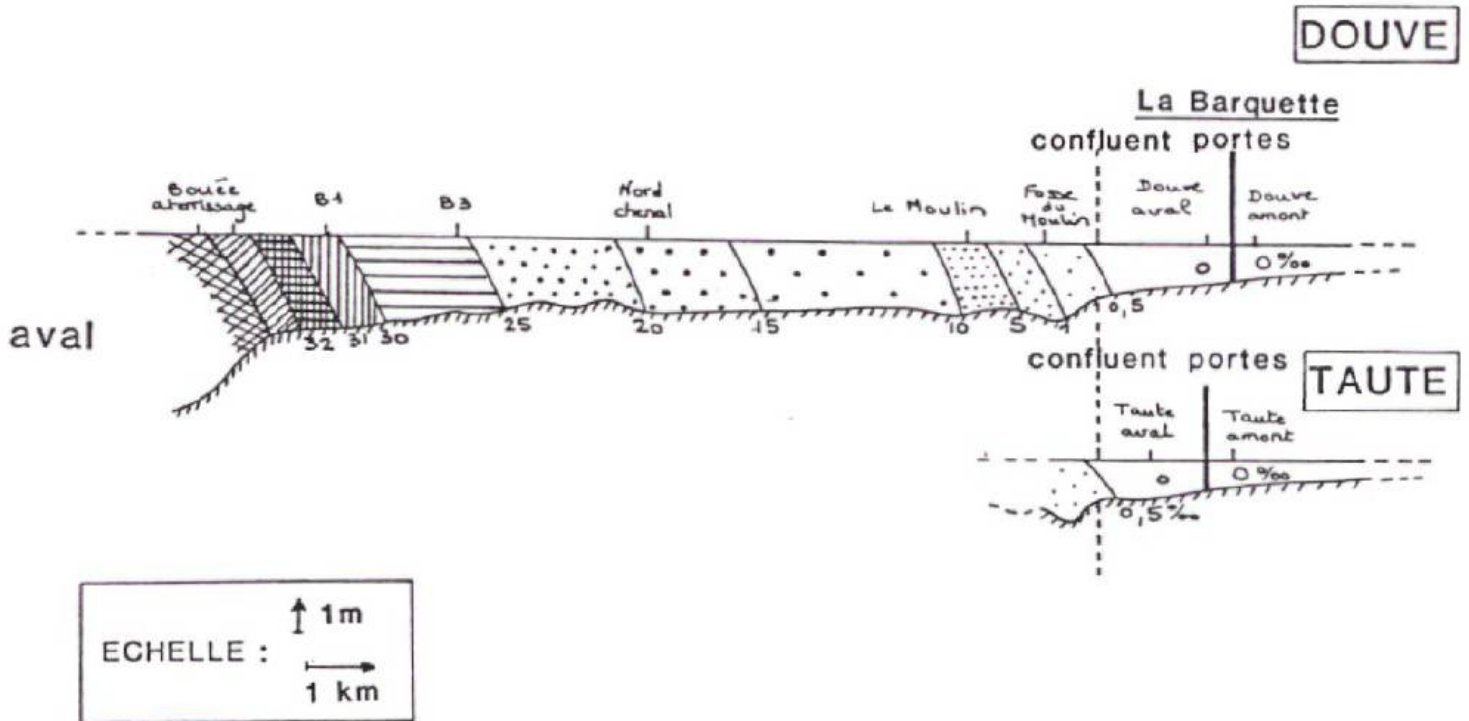 DOUVE
La Barquette
confluent portes
Bouée
atterrissage
B1
B3
Nord
chenal
Le Moulin
Fosse
du
Moulin
Douve
aval
Douve
amont
0
0‰
aval
32
31
30
25
20
15
10
5
1
0,5
confluent portes
TAUTE
Taute
aval
Taute
amont
0
0‰
0,5‰
ECHELLE :
1m
1 km